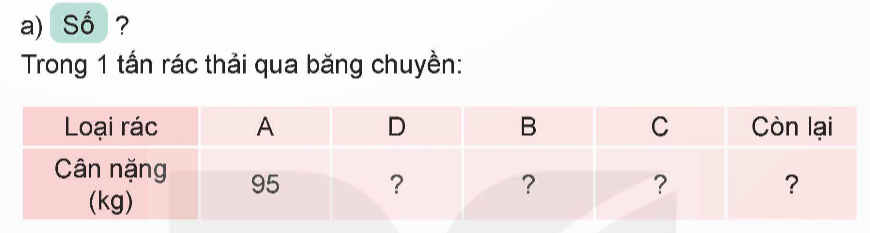 a) Số ?
Trong 1 tấn rác thải qua băng chuyền:
Loại rác A D B C Còn lại
Cân nặng (kg) 95 ? ? ? ?